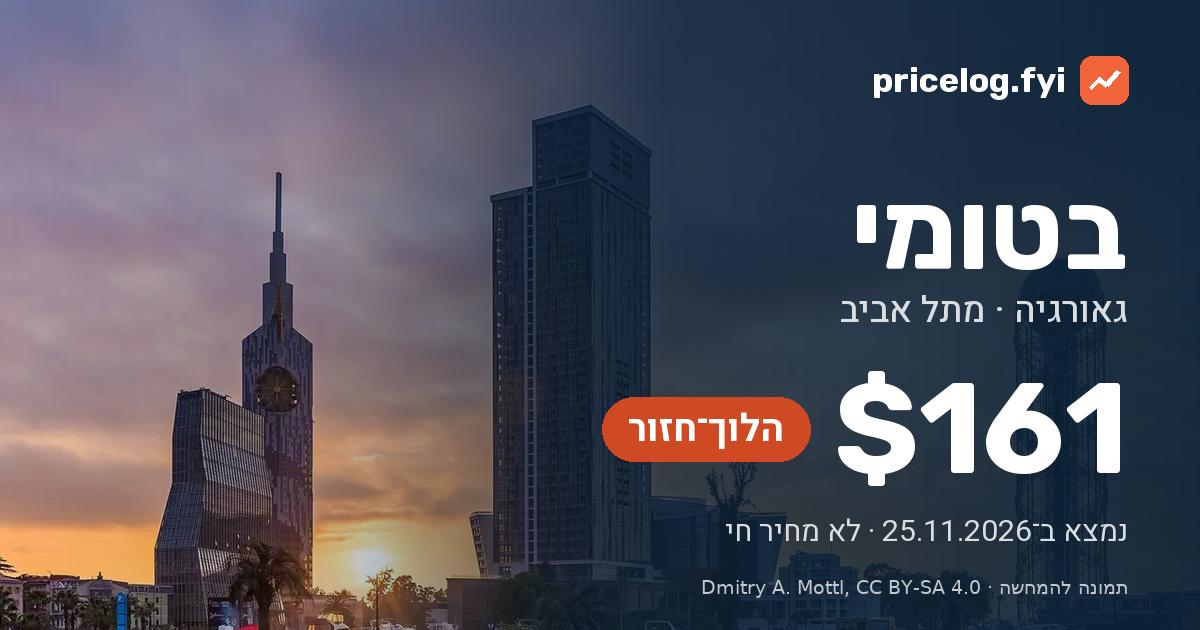 pricelog.fyi
בטומי
גאורגיה · מתל אביב
$161 הלוך־חזור
נמצא ב־25.11.2026 · לא מחיר חי
תמונה להמחשה · Dmitry A. Mottl, CC BY-SA 4.0